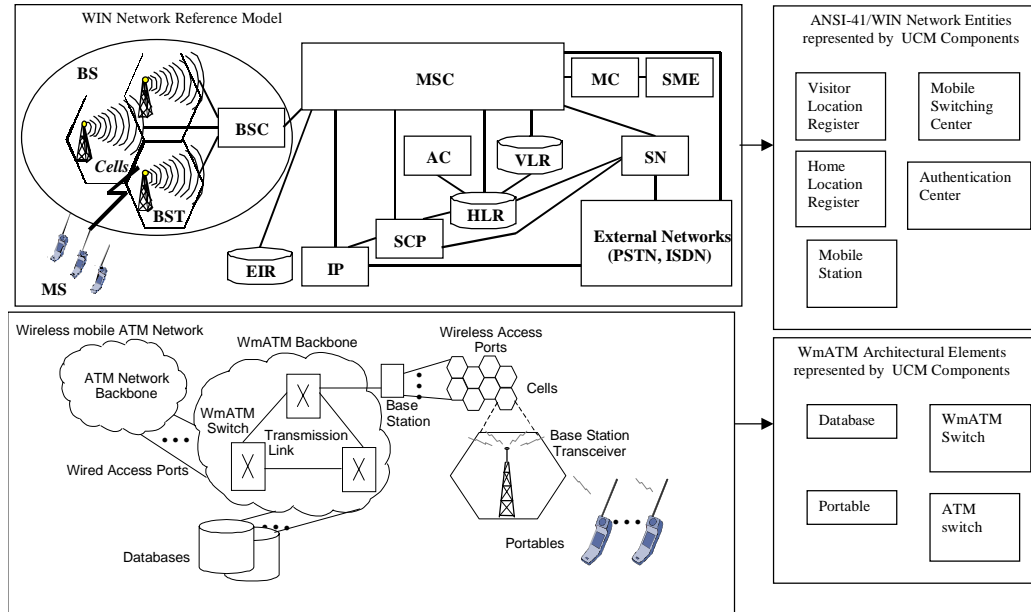 WIN Network Reference Model
BS
Cells
BST
MS
BSC
MSC
MC
SME
AC
VLR
SN
HLR
SCP
EIR
IP
External Networks
(PSTN, ISDN)
ANSI-41/WIN Network Entities
represented by UCM Components
Visitor
Location
Register
Mobile
Switching
Center
Home
Location
Register
Authentication
Center
Mobile
Station
Wireless mobile ATM Network
ATM Network
Backbone
WmATM Backbone
WmATM
Switch
Transmission
Link
Wired Access Ports
Databases
Base
Station
Wireless Access
Ports
Cells
Base Station
Transceiver
Portables
WmATM Architectural Elements
represented by UCM Components
Database
WmATM
Switch
Portable
ATM
switch